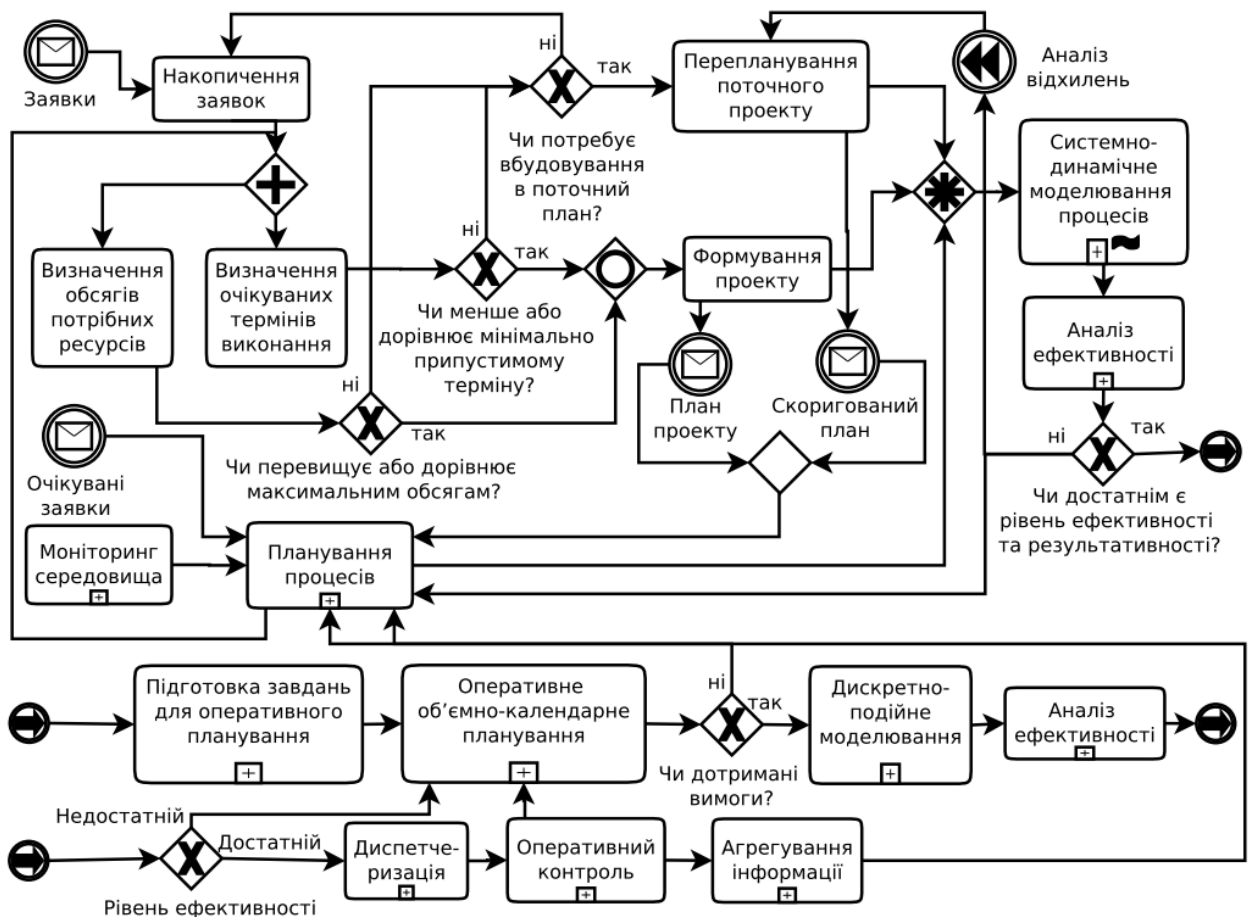 Заявки
Накопичення
заявок
ні
так
Чи потребує
вбудовування
в поточний
план?
Перепланування
поточного
проекту
Аналіз
відхилень
Системно-
динамічне
моделювання
процесів
Визначення
обсягів
потрібних
ресурсів
Визначення
очікуваних
термінів
виконання
ні
так
Чи менше або
дорівнює мінімально
припустимому
терміну?
Формування
проекту
План
проекту
Скоригований
план
Аналіз
ефективності
ні
так
Чи перевищує або дорівнює
максимальним обсягам?
ні
так
Чи достатнім є
рівень ефективності
та результативності?
Очікувані
заявки
Моніторинг
середовища
Планування
процесів
Підготовка завдань
для оперативного
планування
Оперативне
об’ємно-календарне
планування
ні
так
Чи дотримані
вимоги?
Дискретно-
подійне
моделювання
Аналіз
ефективності
Недостатній
Достатній
Рівень ефективності
Диспетче-
ризація
Оперативний
контроль
Агрегування
інформації